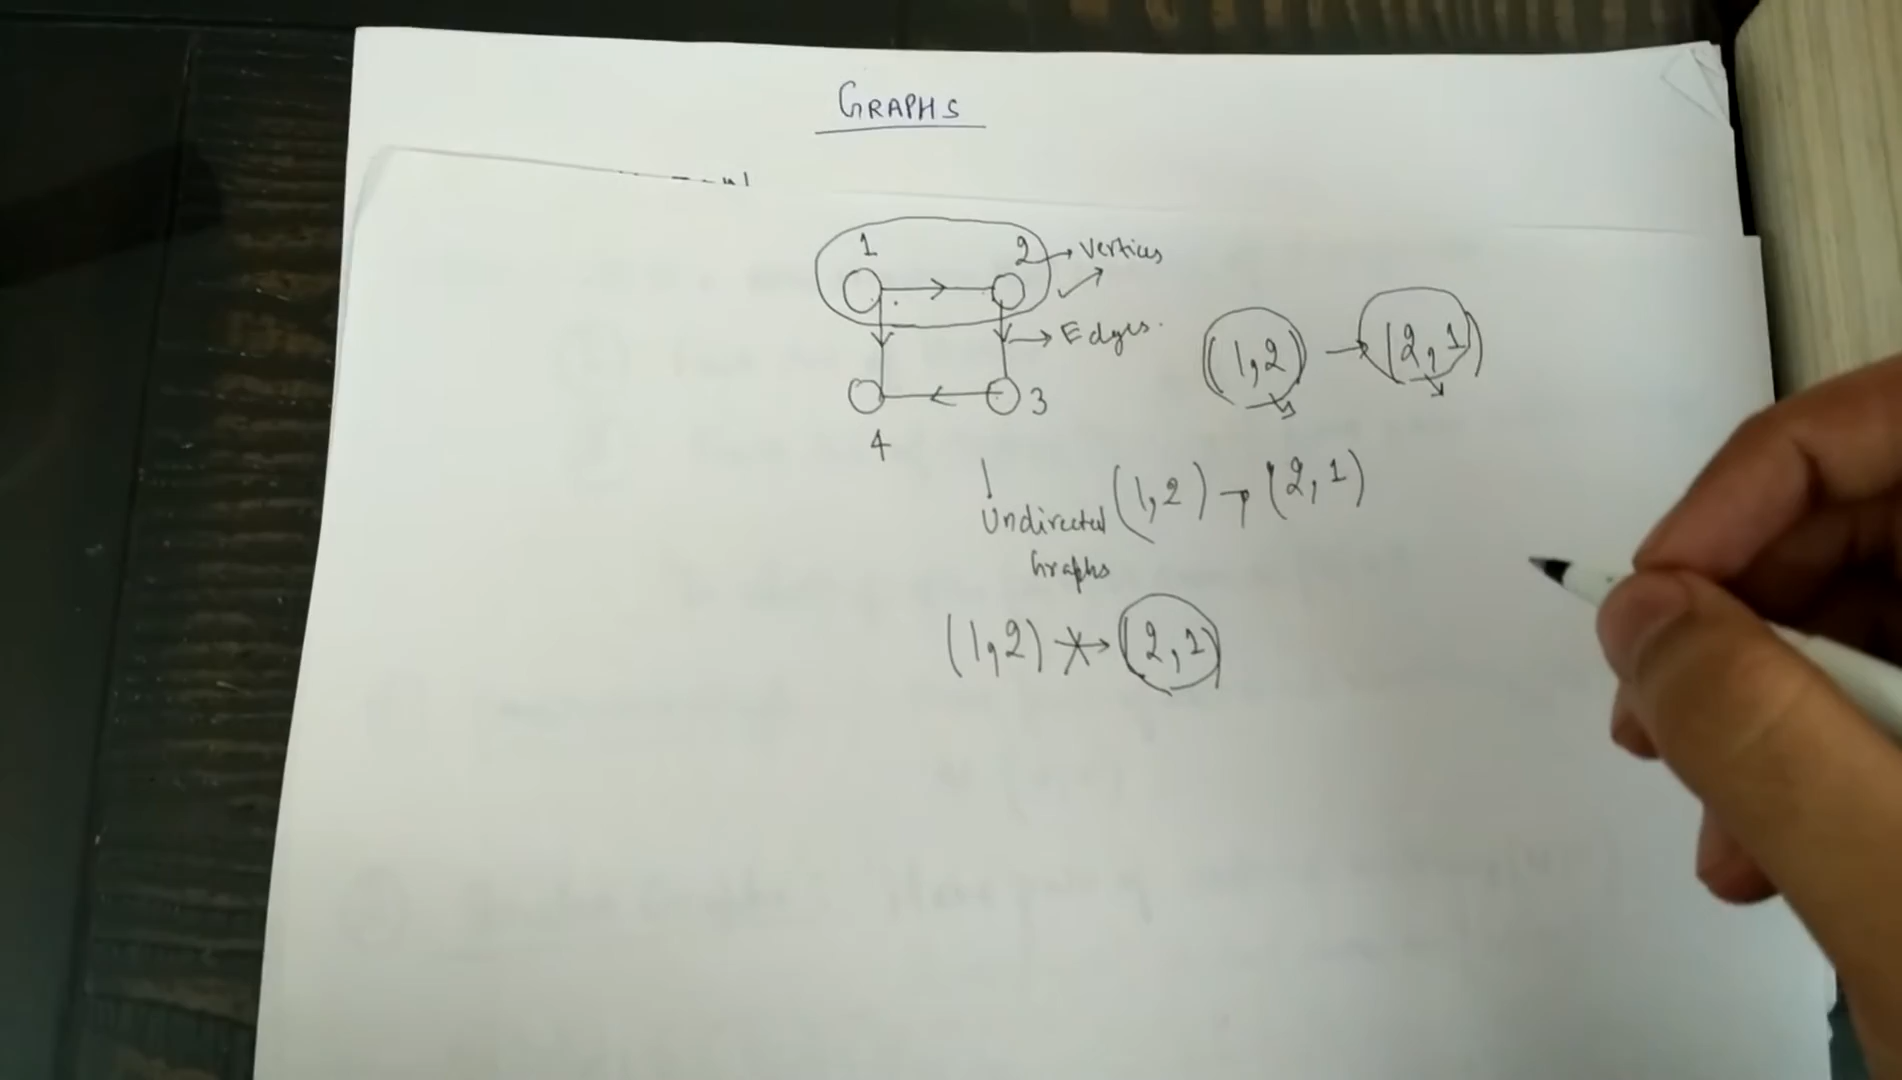 GRAPHS
1 2 → Vertices
→ Edges.
(1,2) → (2,1)
3
4
Undirected (1,2) → (2,1)
Graphs
(1,2) → (2,1)